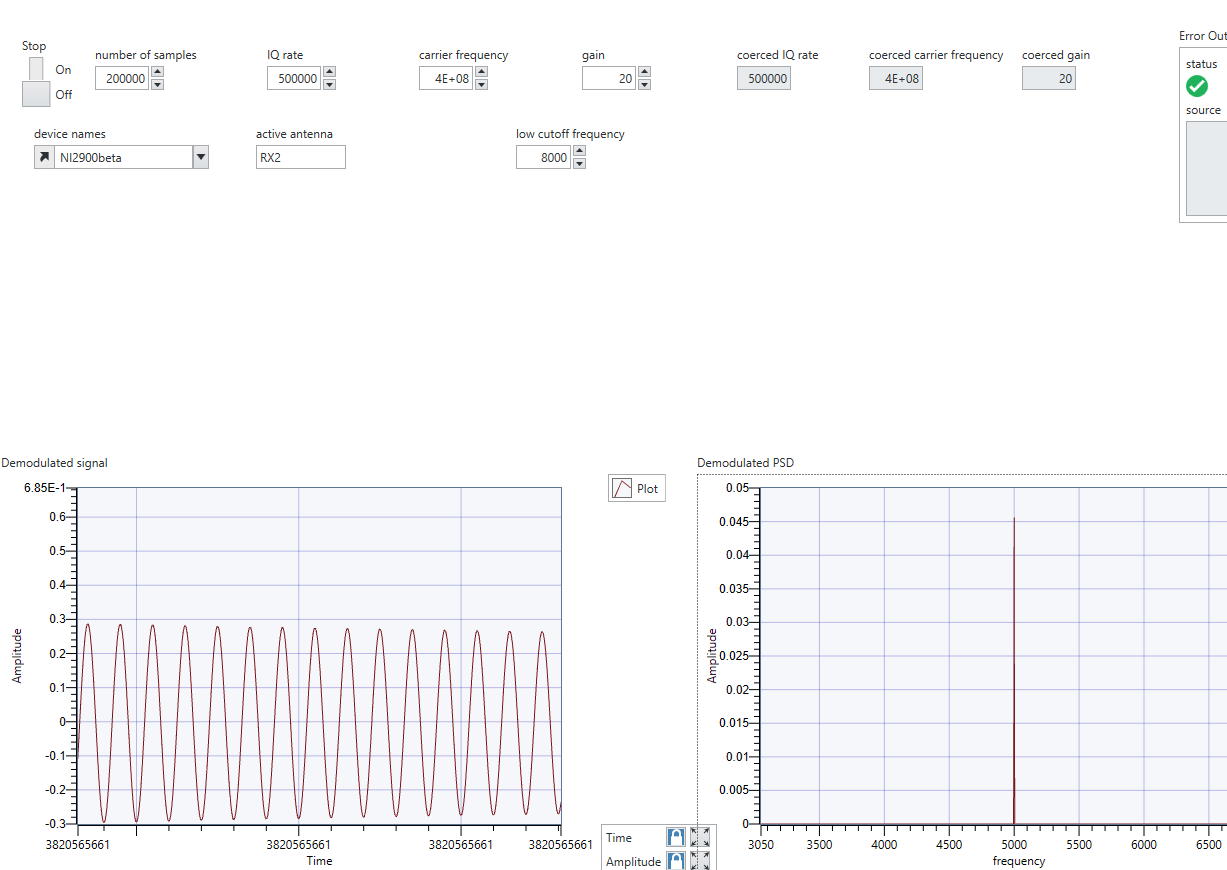 Error Out
Stop
number of samples
IQ rate
carrier frequency
gain
coerced IQ rate
coerced carrier frequency
coerced gain
status
On
200000
500000
4E+08
20
500000
4E+08
20
Off
source
device names
active antenna
low cutoff frequency
NI2900beta
RX2
8000
Demodulated signal
Demodulated PSD
6.85E-1
0.6
0.5
0.4
0.3
0.2
0.1
0
-0.1
-0.2
-0.3
Amplitude
3820565661
3820565661
3820565661
3820565661
Time
Plot
Time
Amplitude
0.05
0.045
0.04
0.035
0.03
0.025
0.02
0.015
0.01
0.005
0
Amplitude
3050
3500
4000
4500
5000
5500
6000
6500
frequency